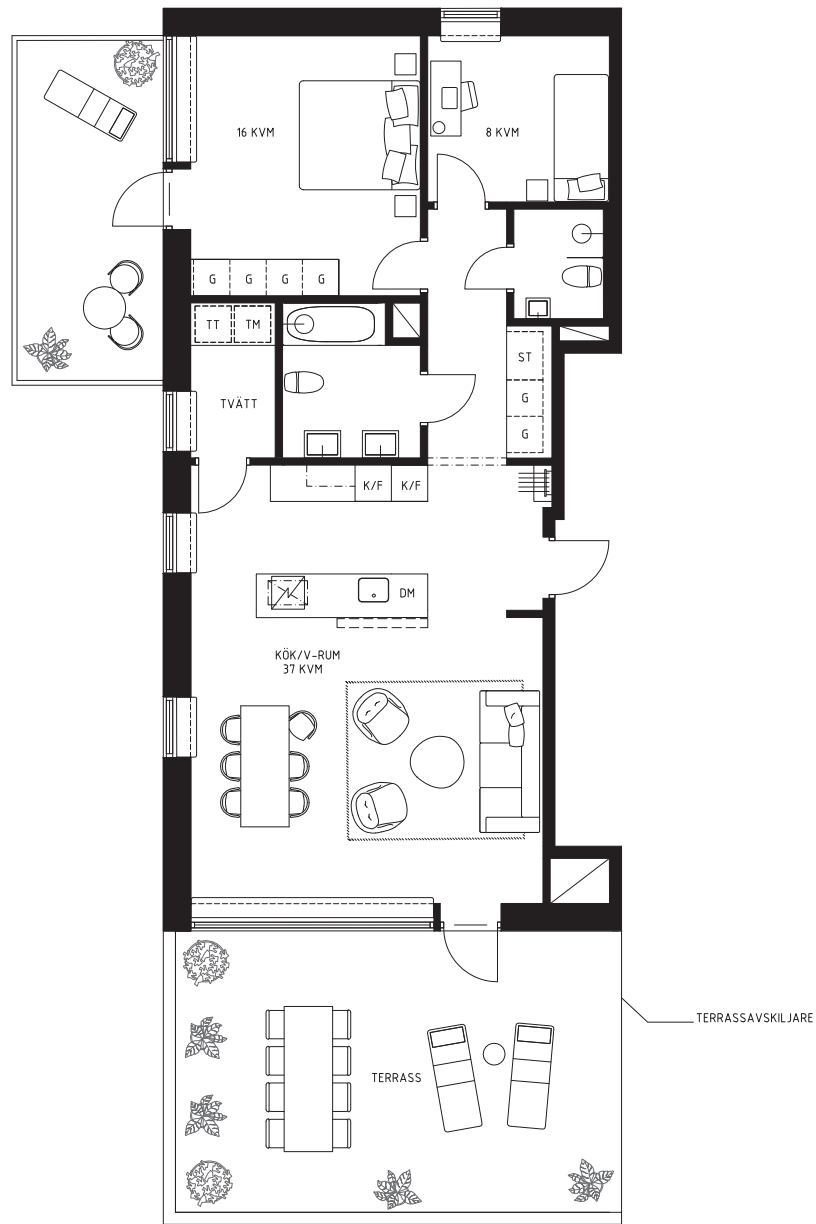 16 KVM
8 KVM
G G G G
TT TM
ST
G
G
TVÄTT
K/F K/F
DM
KÖK/V-RUM
37 KVM
TERRASSAVSKILJARE
TERRASS